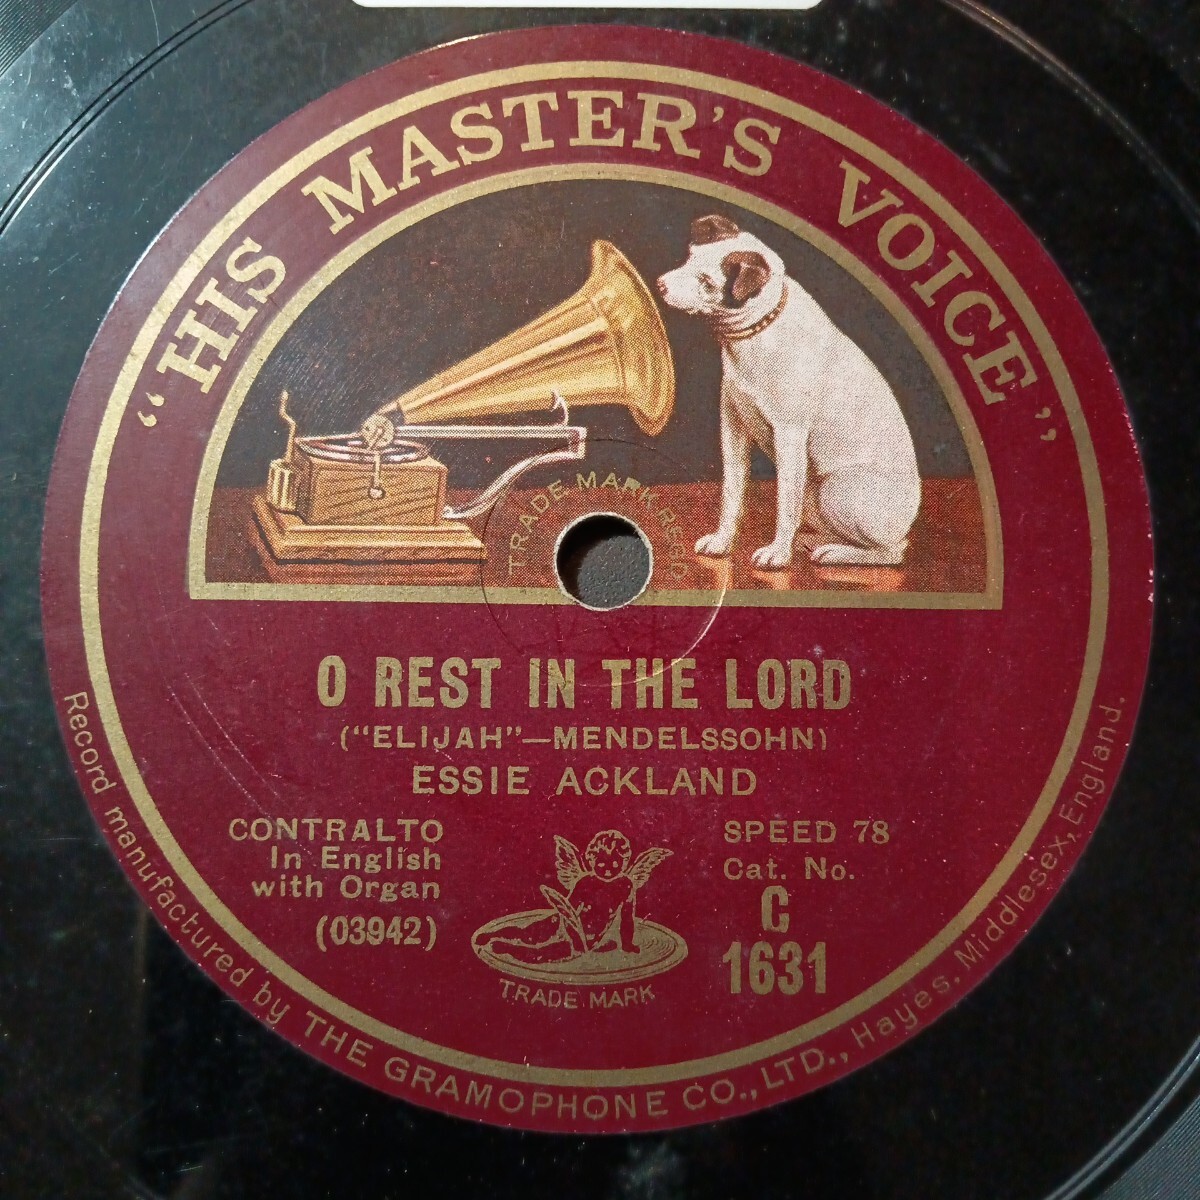 “HIS MASTER'S VOICE”
TRADE MARK REGD
O REST IN THE LORD
("ELIJAH"—MENDELSSOHN)
ESSIE ACKLAND
CONTRALTO
In English
with Organ
(03942)
SPEED 78
Cat. No.
C
1631
TRADE MARK
Record manufactured by THE GRAMOPHONE CO., LTD., Hayes, Middlesex, England.